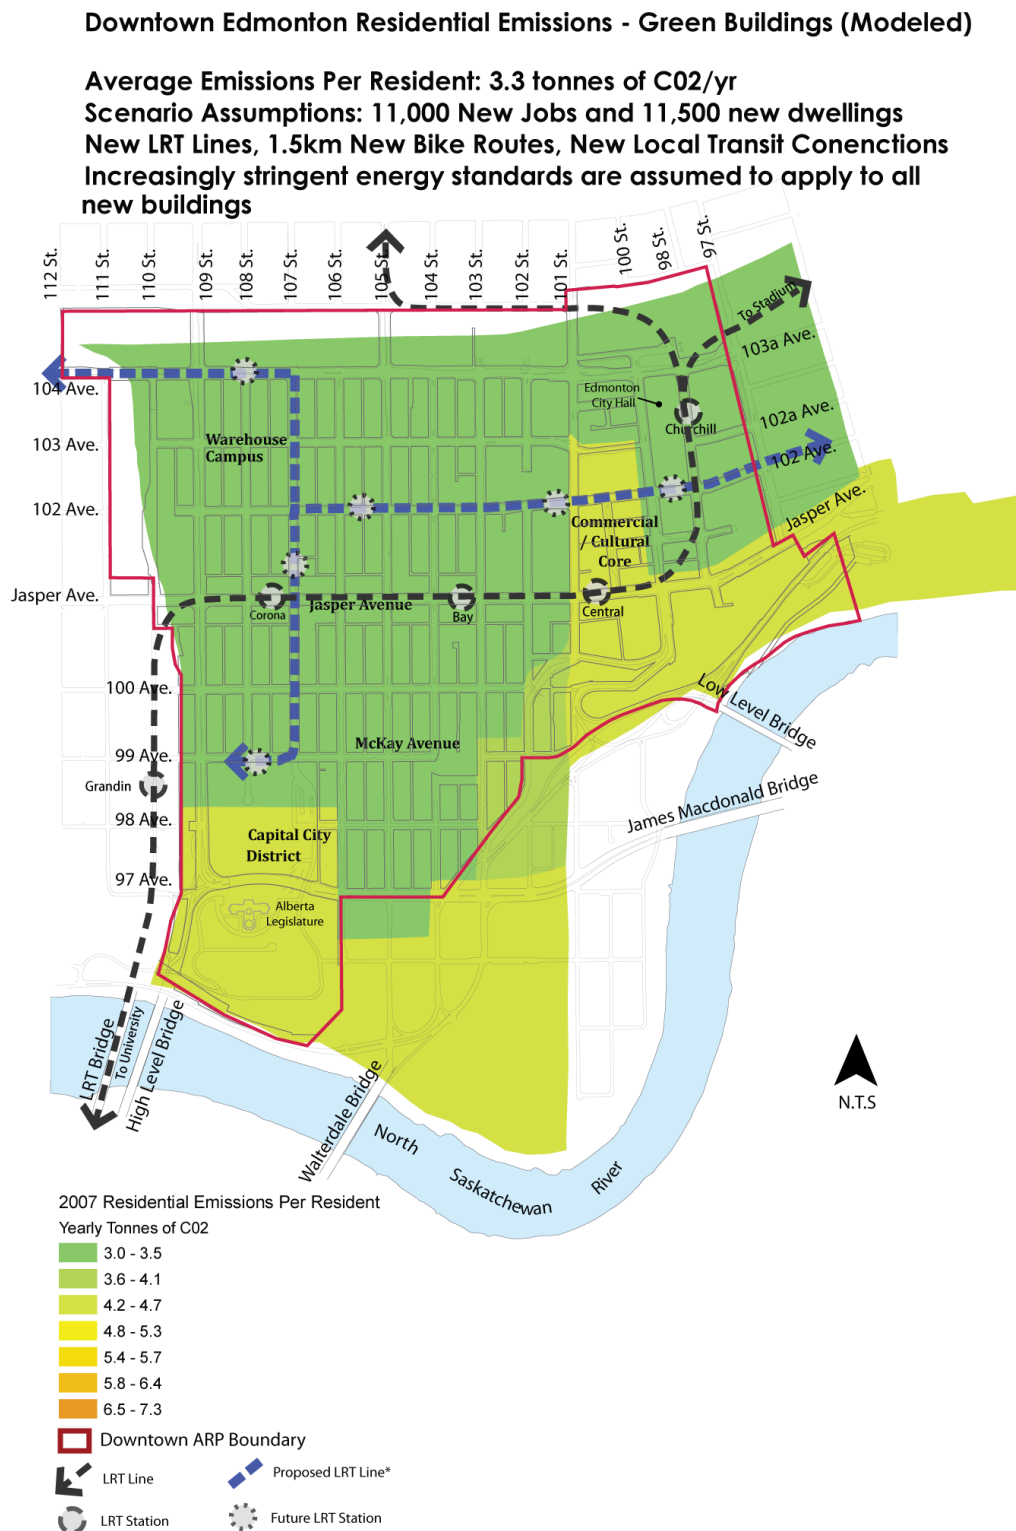 Downtown Edmonton Residential Emissions - Green Buildings (Modeled)
Average Emissions Per Resident: 3.3 tonnes of C02/yr
Scenario Assumptions: 11,000 New Jobs and 11,500 new dwellings
New LRT Lines, 1.5km New Bike Routes, New Local Transit Conenctions
Increasingly stringent energy standards are assumed to apply to all
new buildings
112 St.
111 St.
110 St.
109 St.
108 St.
107 St.
106 St.
105 St.
104 St.
103 St.
102 St.
101 St.
100 St.
98 St.
97 St.
To Stadium
103a Ave.
104 Ave.
Edmonton
City Hall
102a Ave.
Churchill
103 Ave.
Warehouse
Campus
102 Ave.
102 Ave.
Commercial
/ Cultural
Core
Jasper Ave.
Jasper Ave.
Corona
Jasper Avenue
Bay
Central
100 Ave.
Low Level Bridge
99 Ave.
McKay Avenue
Grandin
James Macdonald Bridge
98 Ave.
Capital City
District
97 Ave.
Alberta
Legislature
LRT Bridge
To University
High Level Bridge
Walterdale Bridge
North
Saskatchewan
River
N.T.S
2007 Residential Emissions Per Resident
Yearly Tonnes of C02
3.0 - 3.5
3.6 - 4.1
4.2 - 4.7
4.8 - 5.3
5.4 - 5.7
5.8 - 6.4
6.5 - 7.3
Downtown ARP Boundary
LRT Line
Proposed LRT Line*
LRT Station
Future LRT Station